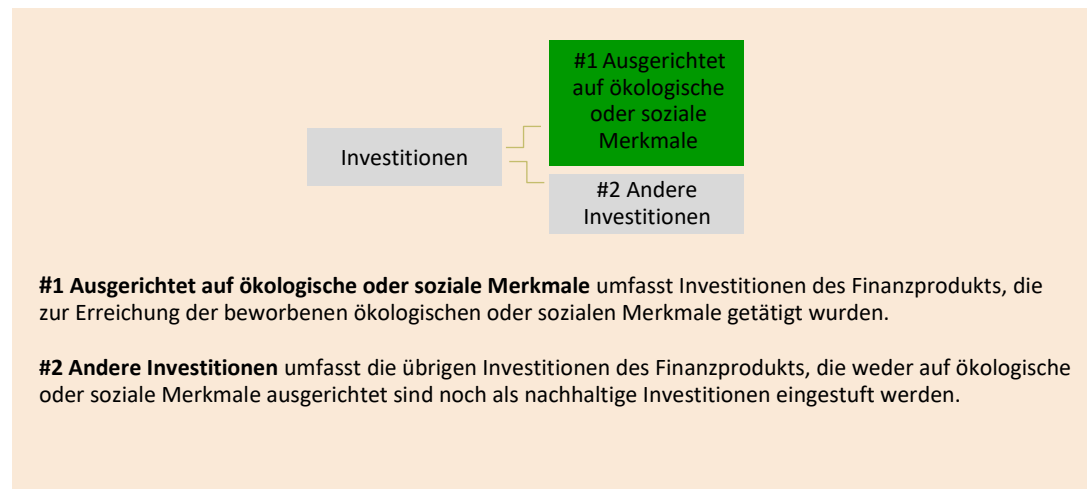 #1 Ausgerichtet
auf ökologische
oder soziale
Merkmale
Investitionen
#2 Andere
Investitionen
#1 Ausgerichtet auf ökologische oder soziale Merkmale umfasst Investitionen des Finanzprodukts, die
zur Erreichung der beworbenen ökologischen oder sozialen Merkmale getätigt wurden.
#2 Andere Investitionen umfasst die übrigen Investitionen des Finanzprodukts, die weder auf ökologische
oder soziale Merkmale ausgerichtet sind noch als nachhaltige Investitionen eingestuft werden.